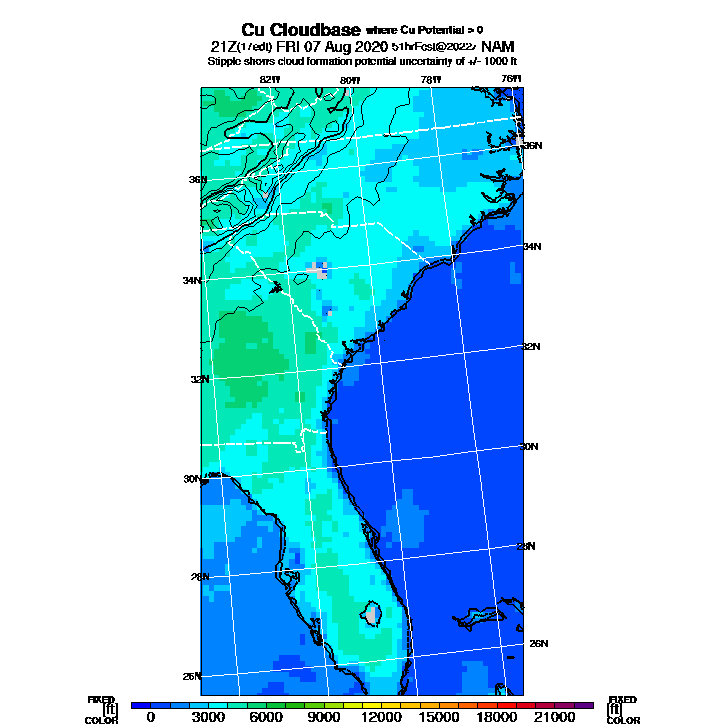 Cu Cloudbase where Cu Potential > 0
21Z(17edt) FRI 07 Aug 2020 51hrFcst@2022z NAM
Stipple shows cloud formation potential uncertainty of +/- 1000 ft
82W 80W 78W 76W
36N 36N
34N 34N
32N 32N
30N 30N
28N 28N
26N 26N
FIXED FIXED
[ft] [ft]
COLOR COLOR
0 3000 6000 9000 12000 15000 18000 21000